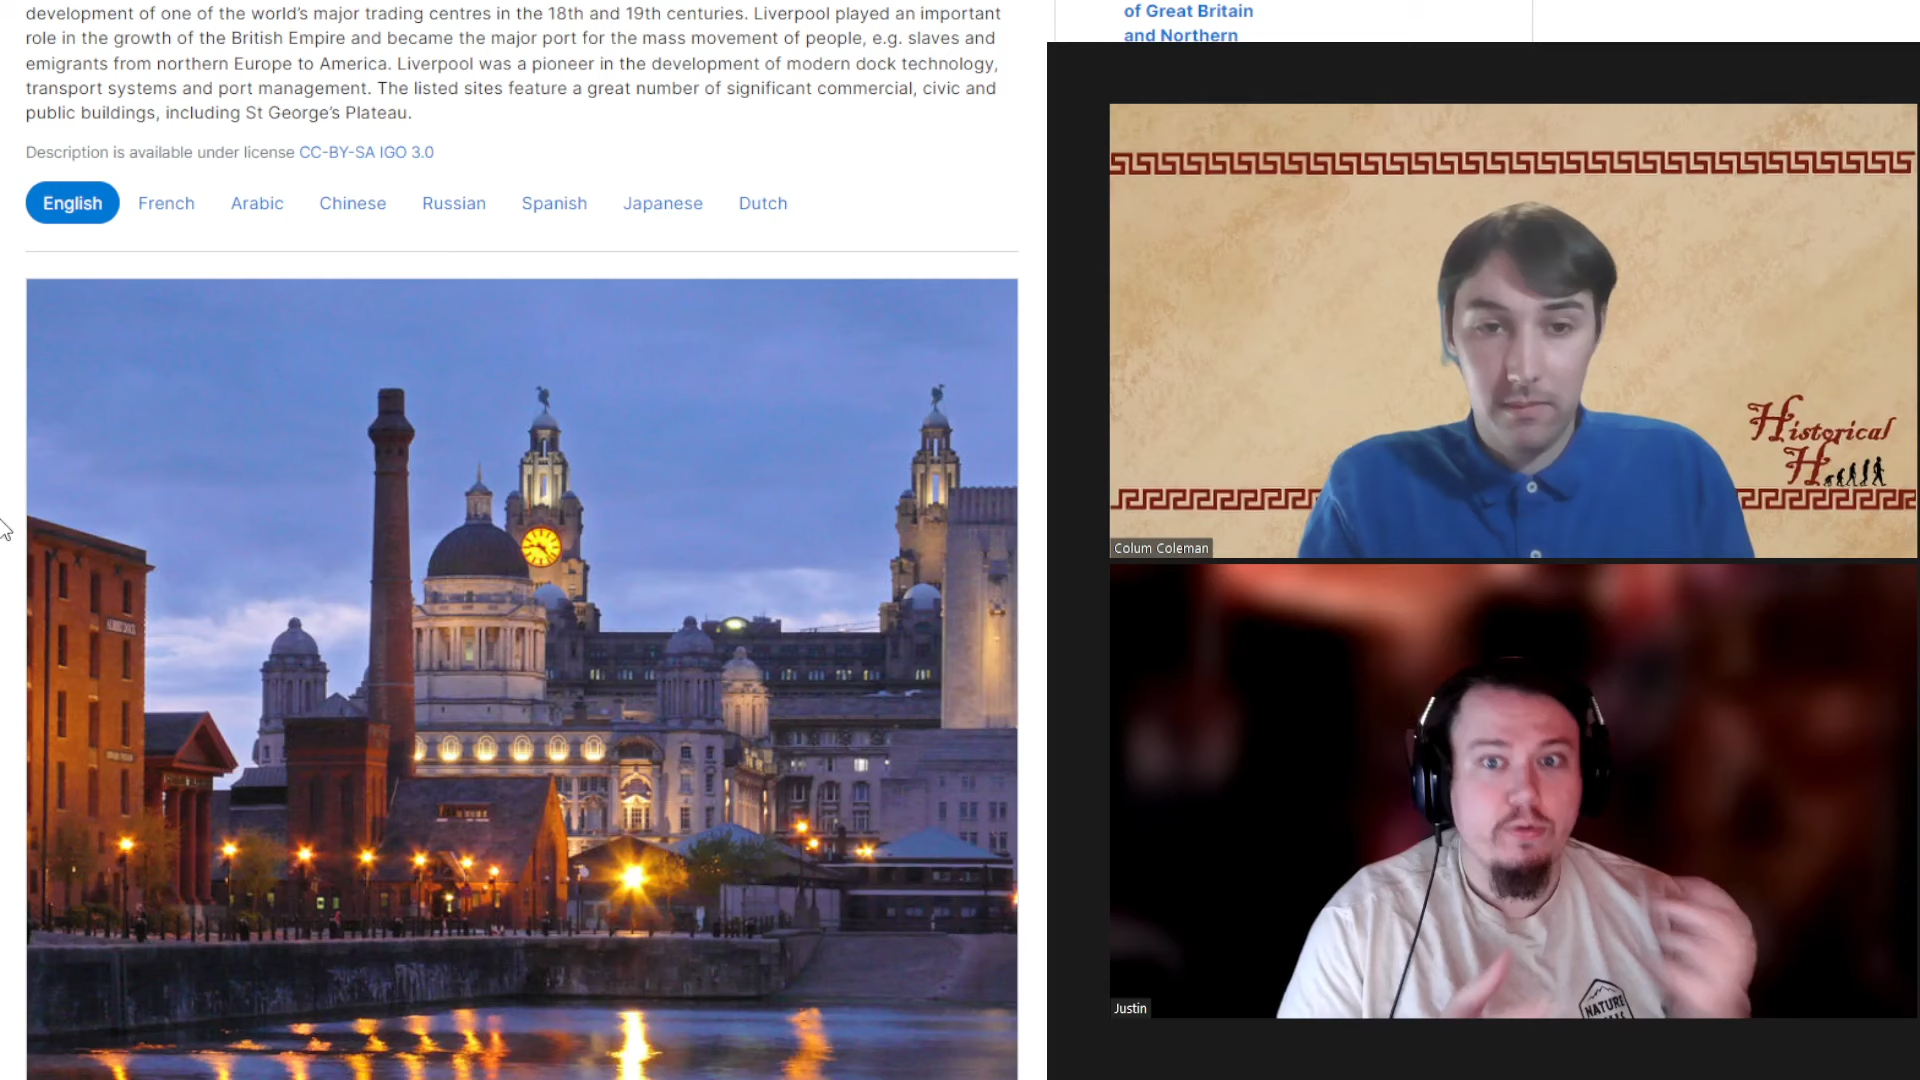 development of one of the world's major trading centres in the 18th and 19th centuries. Liverpool played an important
role in the growth of the British Empire and became the major port for the mass movement of people, e.g. slaves and
emigrants from northern Europe to America. Liverpool was a pioneer in the development of modern dock technology,
transport systems and port management. The listed sites feature a great number of significant commercial, civic and
public buildings, including St George's Plateau.
Description is available under license CC-BY-SA IGO 3.0
English French Arabic Chinese Russian Spanish Japanese Dutch
of Great Britain
and Northern
Historical
H
Colum Coleman
NATURE
Justin